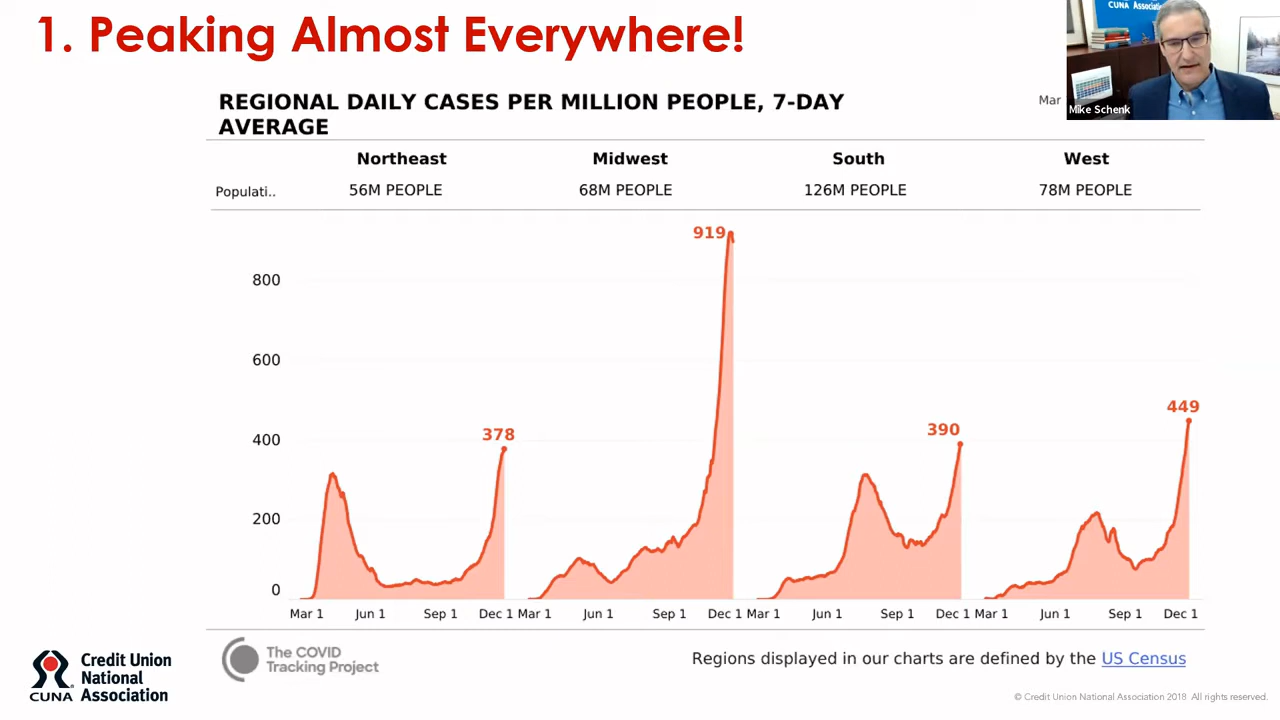 1. Peaking Almost Everywhere!
CUNA Associatio
Mike Schenk
REGIONAL DAILY CASES PER MILLION PEOPLE, 7-DAY
AVERAGE
Mar
Northeast Midwest South West
Populati.. 56M PEOPLE 68M PEOPLE 126M PEOPLE 78M PEOPLE
919
800
600
449
400
378
390
200
0
Mar 1 Jun 1 Sep 1 Dec 1 Mar 1 Jun 1 Sep 1 Dec 1 Mar 1 Jun 1 Sep 1 Dec 1 Mar 1 Jun 1 Sep 1 Dec 1
The COVID
Tracking Project
Regions displayed in our charts are defined by the US Census
CUNA
Credit Union
National
Association
© Credit Union National Association 2018 All rights reserved.